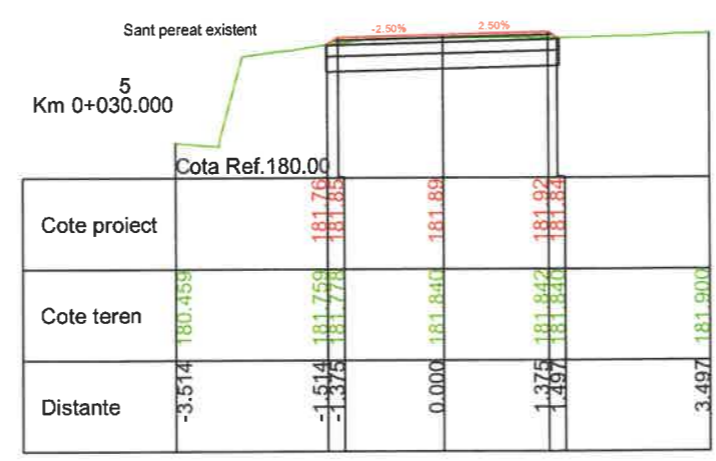 Sant pereat existent
-2.50% 2.50%
5
Km 0+030.000
Cota Ref.180.00
Cote proiect 181.76 181.85 181.89 181.92 181.84
Cote teren 180.459 181.759 181.778 181.840 181.842 181.840 181.900
Distante -3.514 -1.514 -1.375 0.000 1.375 1.497 3.497